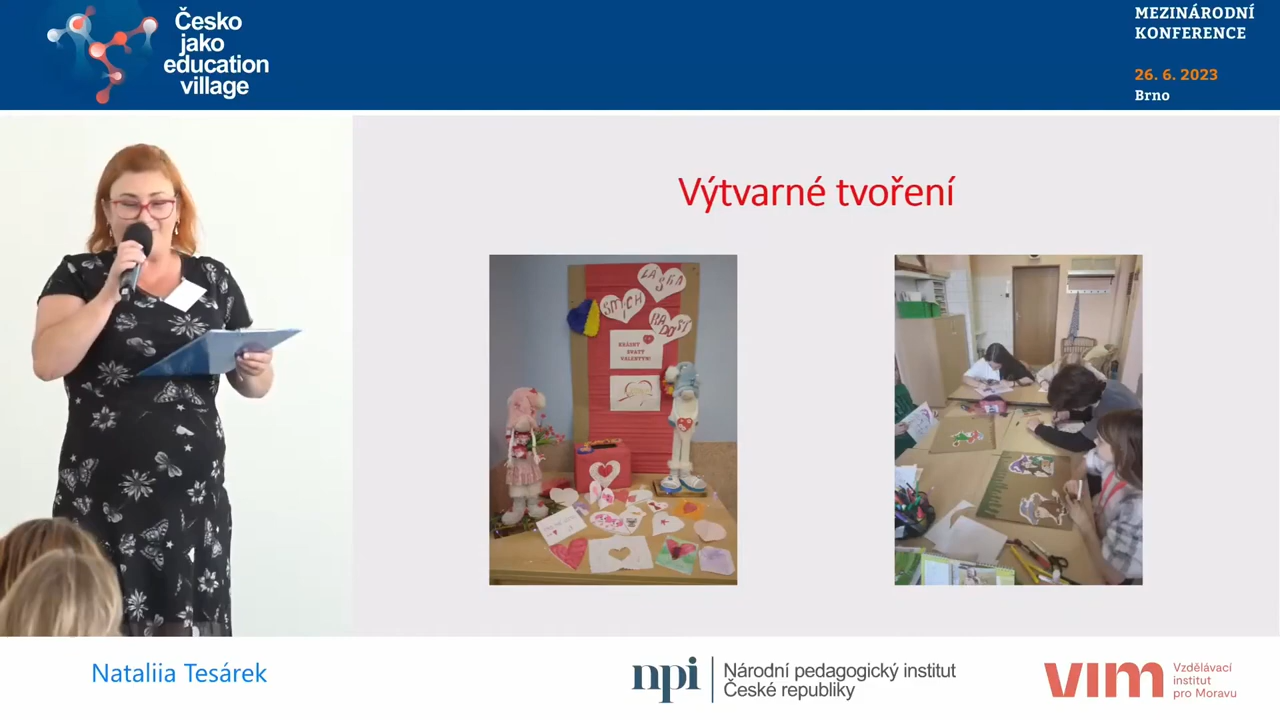 Česko
jako
education
village
MEZINÁRODNÍ
KONFERENCE
26. 6. 2023
Brno
Výtvarné tvoření
LÁSKA
SMÍCH
RADOST
KRÁSNÝ
SVATÝ
VALENTÝN!
Nataliia Tesárek
npi
Národní pedagogický institut
České republiky
vim
Vzdělávací
institut
pro Moravu